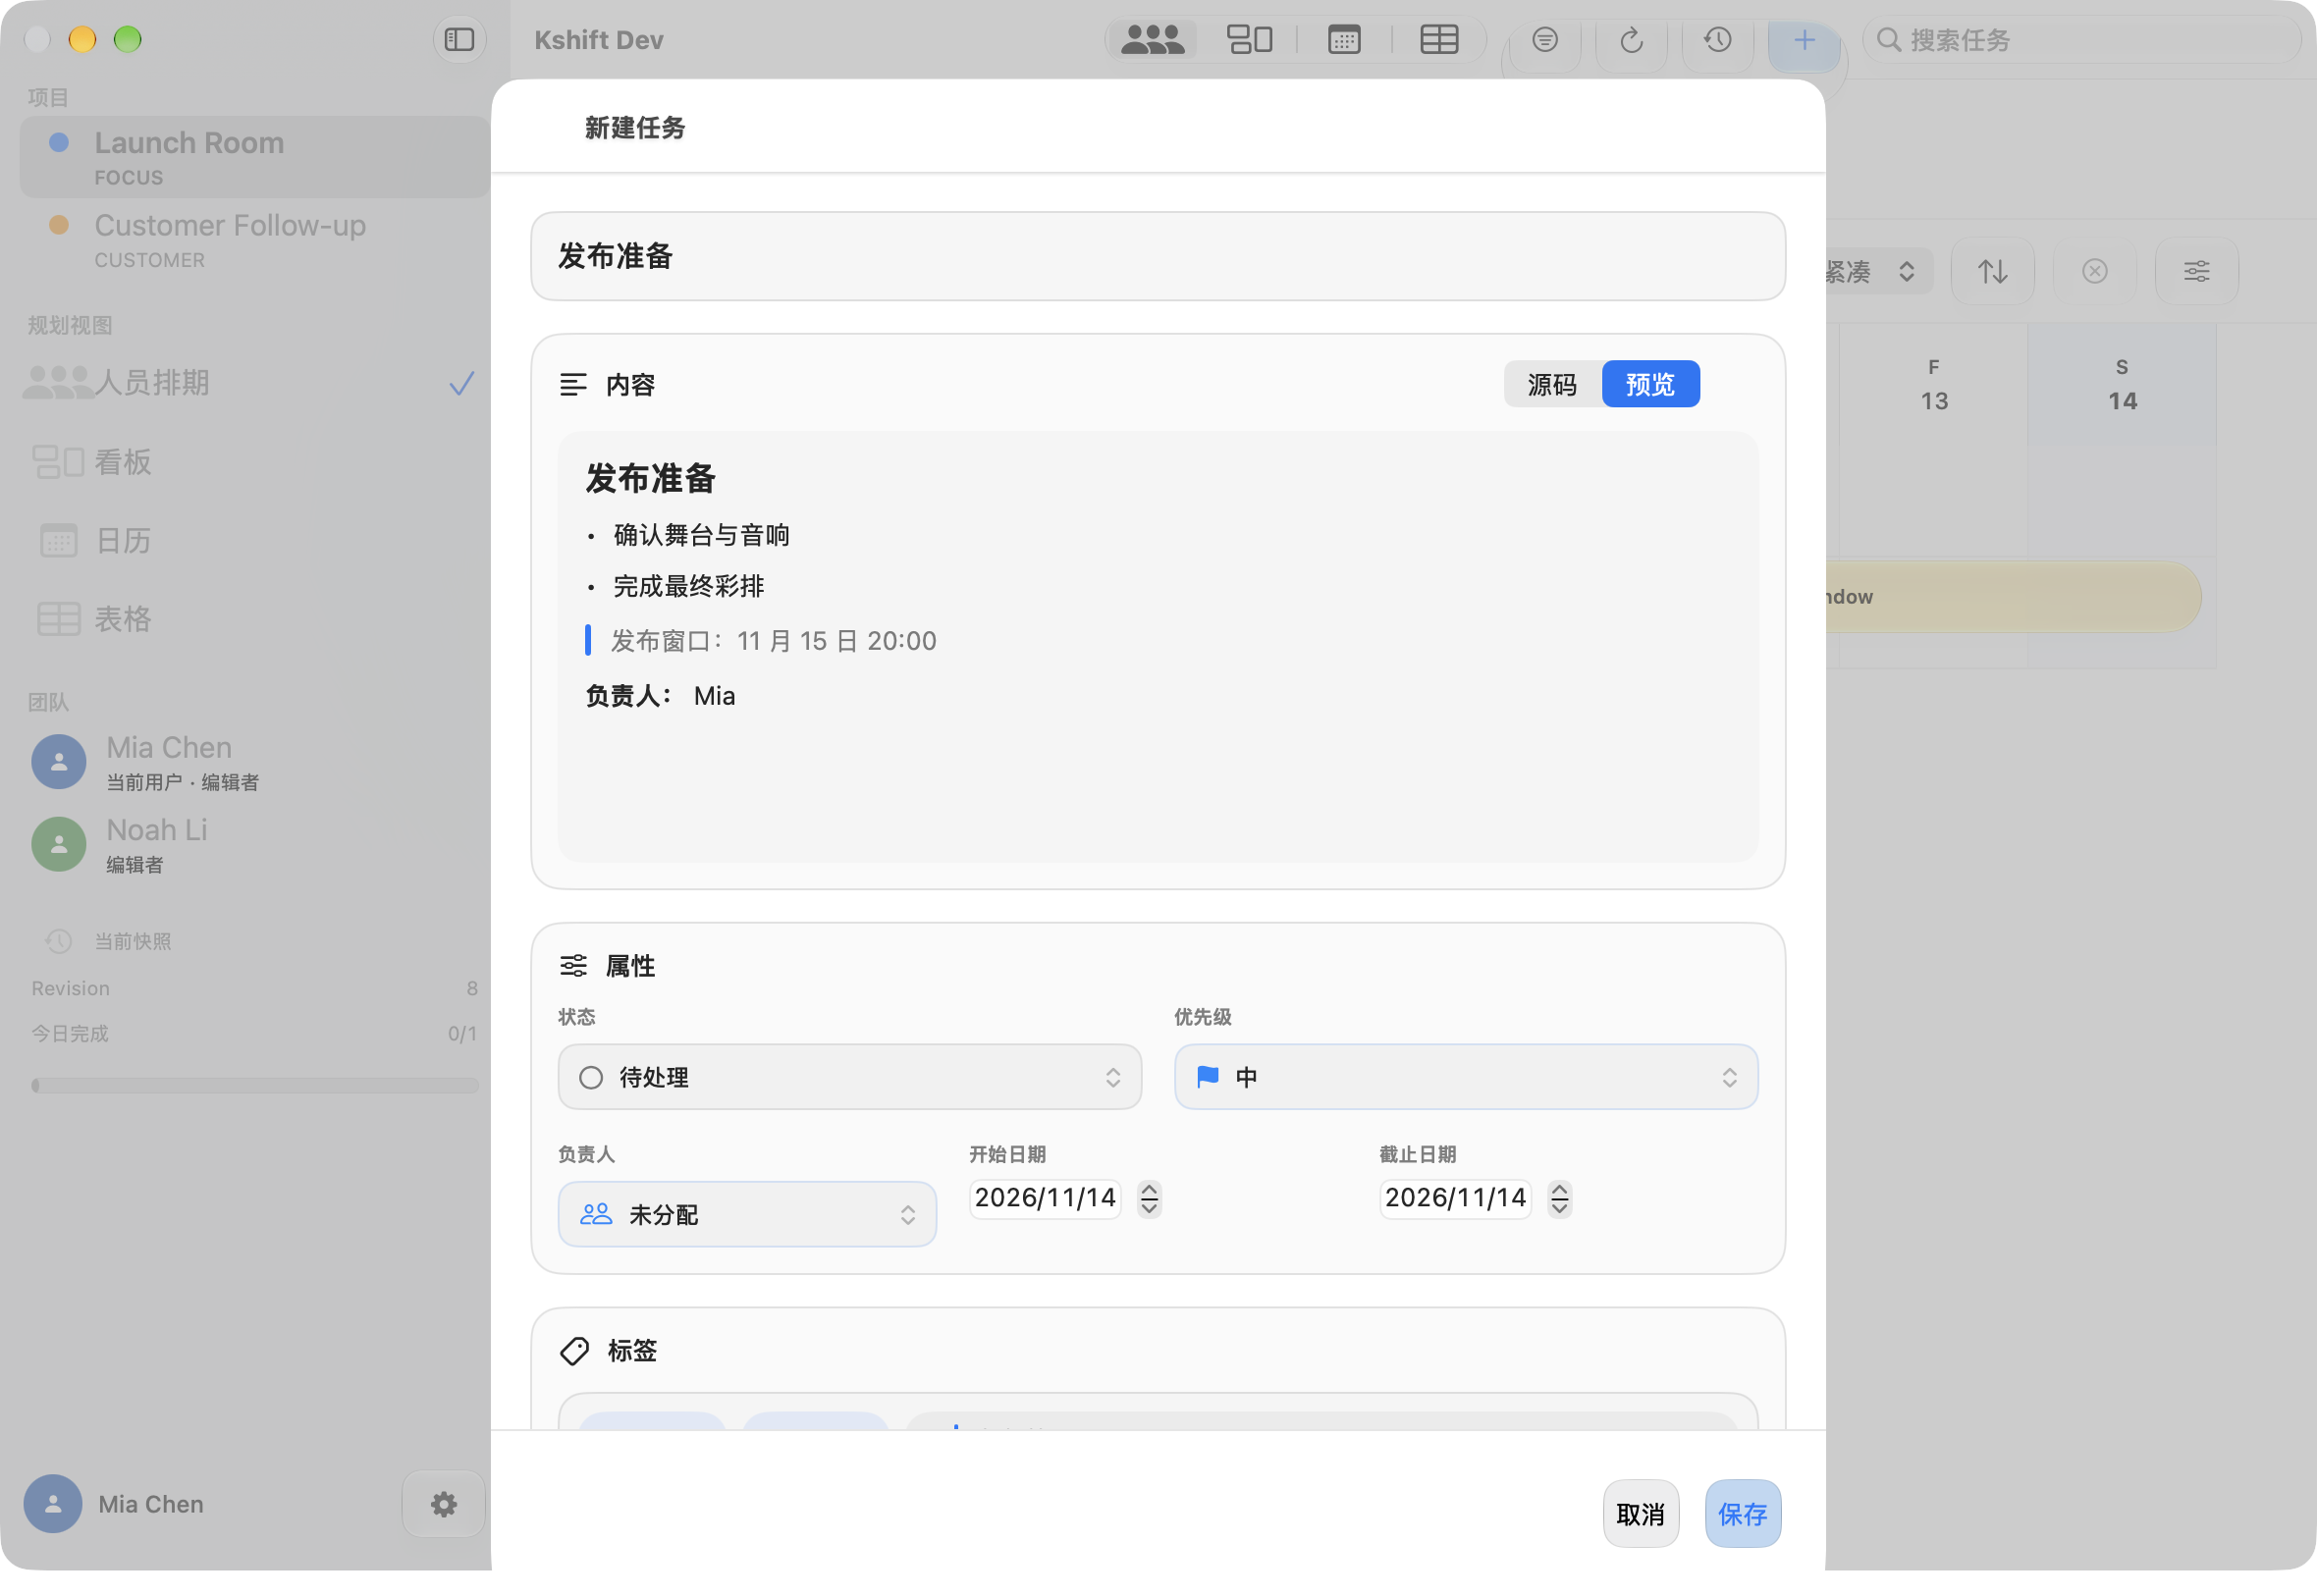 Kshift Dev
搜索任务
项目
Launch Room
FOCUS
Customer Follow-up
CUSTOMER
规划视图
人员排期
看板
日历
表格
团队
Mia Chen
当前用户 · 编辑者
Noah Li
编辑者
当前快照
Revision 8
今日完成 0/1
Mia Chen
新建任务
发布准备
内容
源码 预览
发布准备
• 确认舞台与音响
• 完成最终彩排
发布窗口：11 月 15 日 20:00
负责人： Mia
属性
状态 优先级
待处理 中
负责人 开始日期 截止日期
未分配 2026/11/14 2026/11/14
标签
取消 保存
紧凑
F S
13 14
ndow